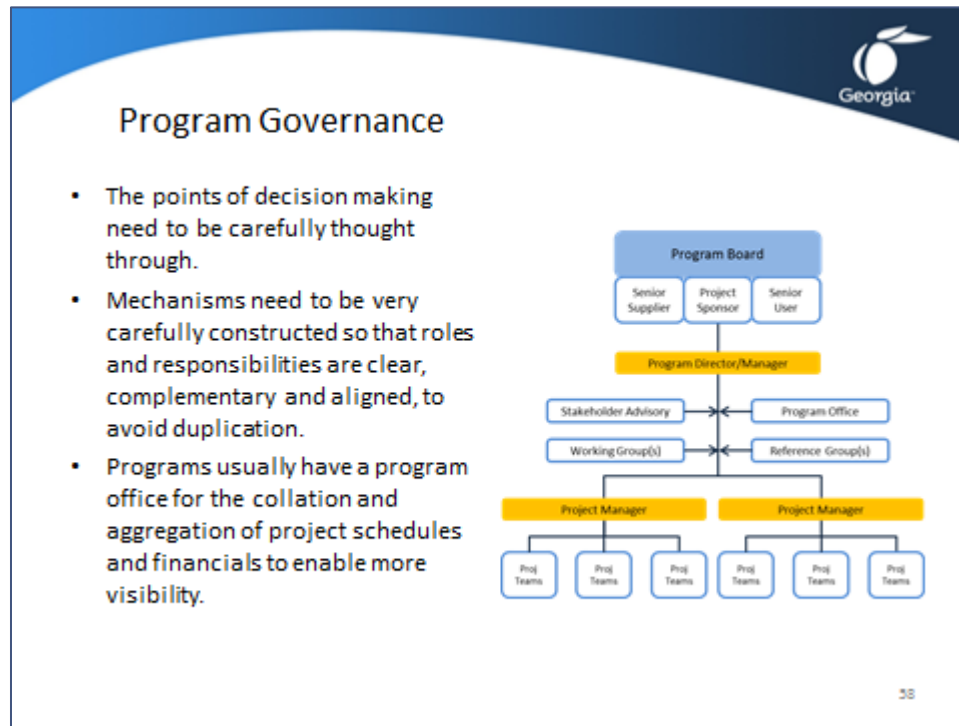 Georgia
Program Governance
• The points of decision making
need to be carefully thought
through.
• Mechanisms need to be very
carefully constructed so that roles
and responsibilities are clear,
complementary and aligned, to
avoid duplication.
• Programs usually have a program
office for the collation and
aggregation of project schedules
and financials to enable more
visibility.
Program Board
Senior
Supplier
Project
Sponsor
Senior
User
Program Director/Manager
Stakeholder Advisory
Program Office
Working Group(s)
Reference Group(s)
Project Manager
Project Manager
Proj
Teams
Proj
Teams
Proj
Teams
Proj
Teams
Proj
Teams
Proj
Teams
58